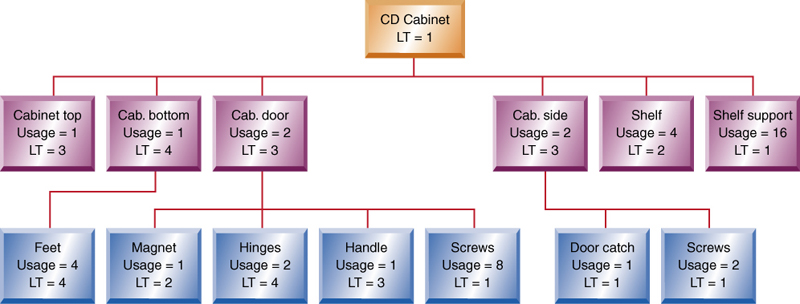 CD Cabinet
LT = 1
Cabinet top
Usage = 1
LT = 3
Cab. bottom
Usage = 1
LT = 4
Cab. door
Usage = 2
LT = 3
Cab. side
Usage = 2
LT = 3
Shelf
Usage = 4
LT = 2
Shelf support
Usage = 16
LT = 1
Feet
Usage = 4
LT = 4
Magnet
Usage = 1
LT = 2
Hinges
Usage = 2
LT = 4
Handle
Usage = 1
LT = 3
Screws
Usage = 8
LT = 1
Door catch
Usage = 1
LT = 1
Screws
Usage = 2
LT = 1